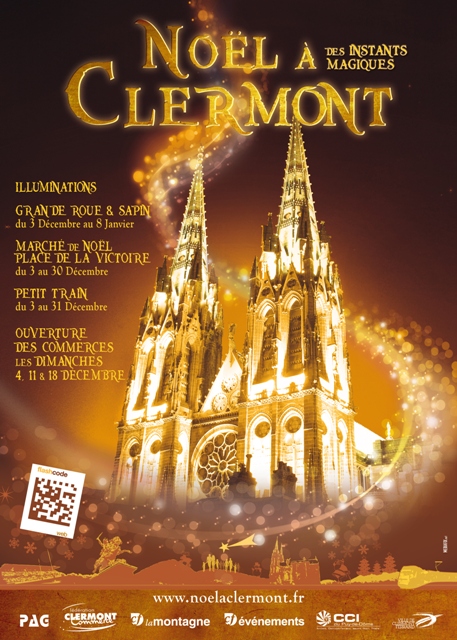 NOËL À
DES INSTANTS
MAGIQUES
CLERMONT
ILLUMINATIONS
GRANDE ROUE & SAPIN
du 3 Décembre au 8 Janvier
MARCHÉ DE NOËL
PLACE DE LA VICTOIRE
du 3 au 30 Décembre
PETIT TRAIN
du 3 au 31 Décembre
OUVERTURE
DES COMMERCES
LES DIMANCHES
4, 11 & 18 DÉCEMBRE
flashcode
www.noelaclermont.fr
PAG
CLERMONT
Commerce
lamontagne
événements
CCI